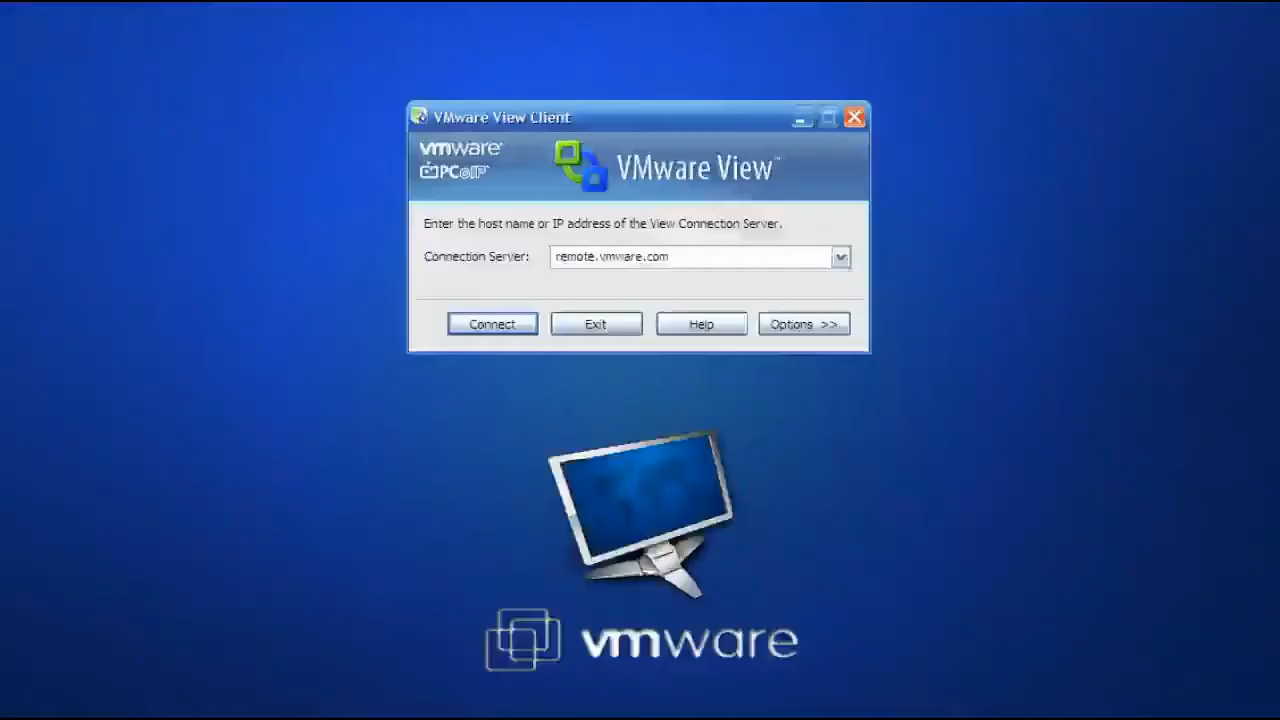 VMware View Client
vmware
PCoIP
VMware View™
Enter the host name or IP address of the View Connection Server.
Connection Server: remote.vmware.com
Connect Exit Help Options >>
vmware